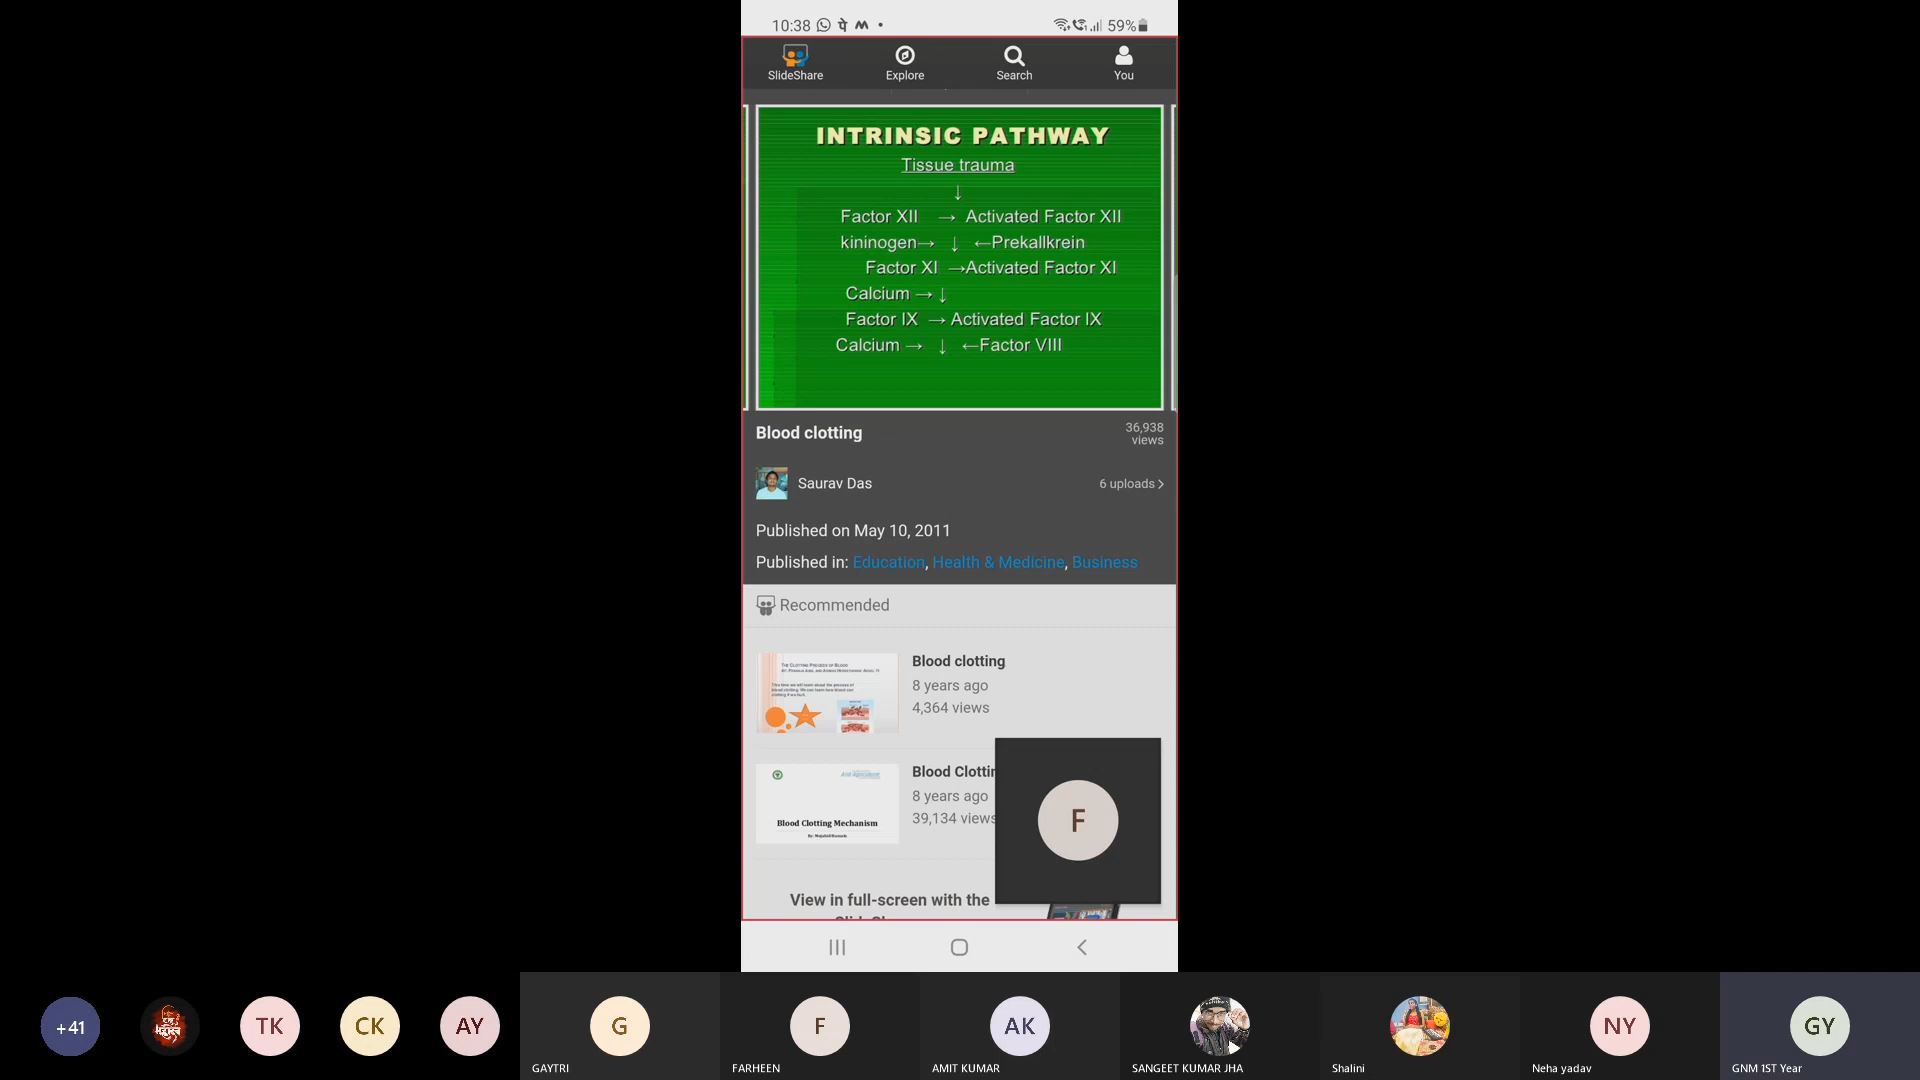 10:38 59%
SlideShare Explore Search You
INTRINSIC PATHWAY
Tissue trauma
↓
Factor XII → Activated Factor XII
kininogen→ ↓ ←Prekallkrein
Factor XI →Activated Factor XI
Calcium → ↓
Factor IX → Activated Factor IX
Calcium → ↓ ←Factor VIII
Blood clotting
36,938
views
Saurav Das
6 uploads
Published on May 10, 2011
Published in: Education, Health & Medicine, Business
Recommended
Blood clotting
8 years ago
4,364 views
Blood
8 years ago
39,134 views
Blood Clotting Mechanism
F
View in full-screen with the
+41 TK CK AY G F AK NY GY
GAYTRI FARHEEN AMIT KUMAR SANGEET KUMAR JHA Shalini Neha yadav GNM 1ST Year